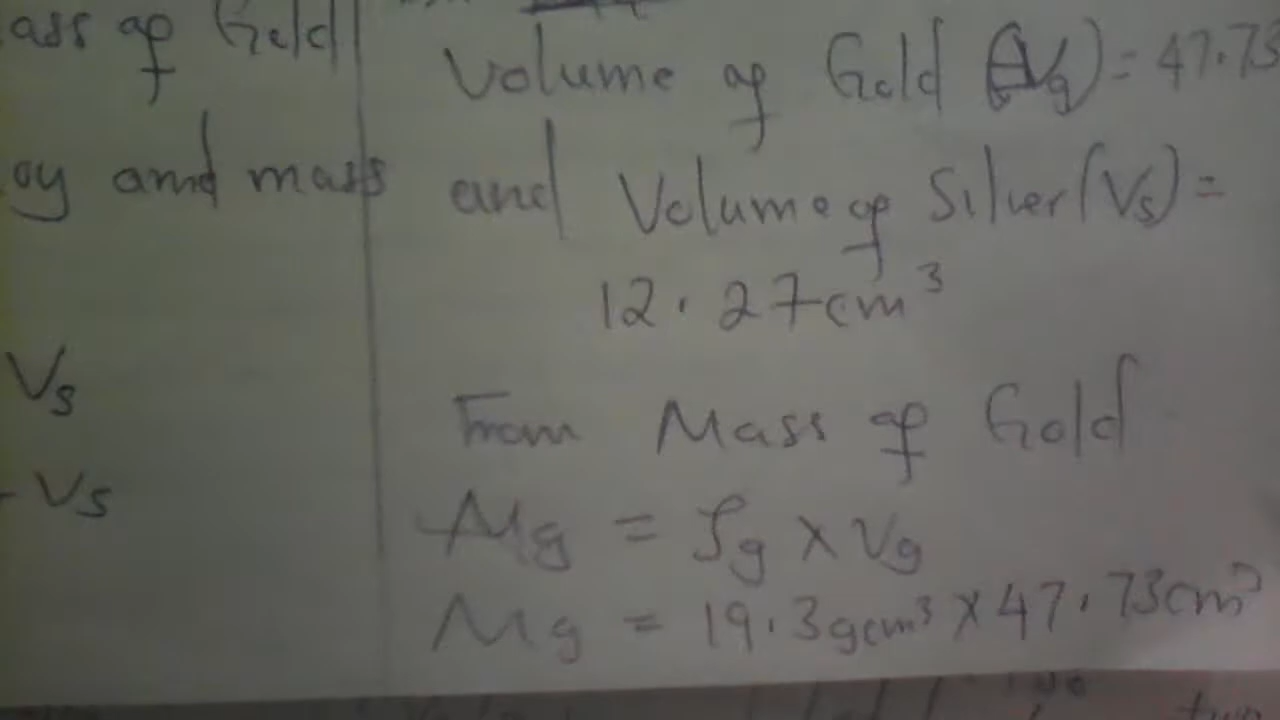 ass of Gold
oy and mass
Vs
- Vs
Volume of Gold (Vg) = 47.73
and Volume of Silver (Vs) =
12.27cm³
From Mass of Gold
Mg = ρg × Vg
Mg = 19.3gcm³ × 47.73cm³